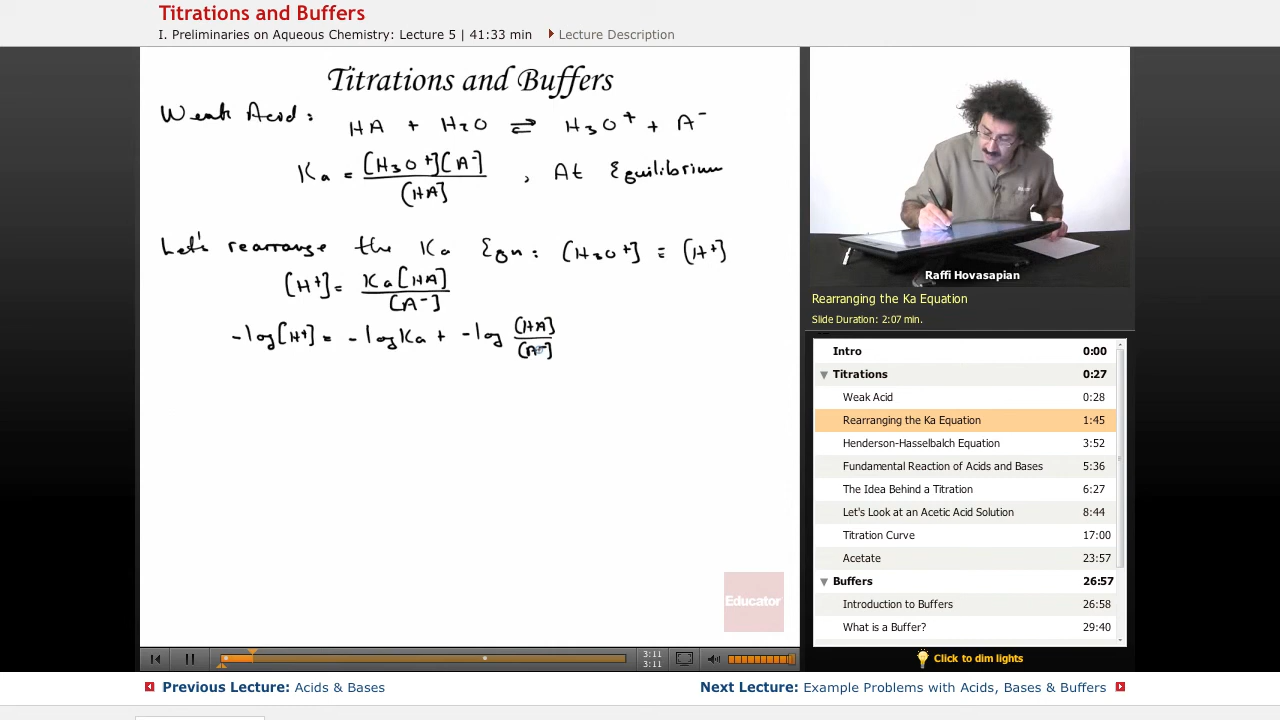 Titrations and Buffers
I. Preliminaries on Aqueous Chemistry: Lecture 5 | 41:33 min Lecture Description
Titrations and Buffers
Weak Acid: HA + H2O ⇌ H3O+ + A-
Ka = [H3O+][A-] / [HA] , At Equilibrium
Let's rearrange the Ka Eqn: [H3O+] ≡ [H+]
[H+] = Ka[HA] / [A-]
-log[H+] = -logKa + -log [HA] / [A-]
Raffi Hovasapian
Rearranging the Ka Equation
Slide Duration: 2:07 min.
Intro 0:00
Titrations 0:27
Weak Acid 0:28
Rearranging the Ka Equation 1:45
Henderson-Hasselbalch Equation 3:52
Fundamental Reaction of Acids and Bases 5:36
The Idea Behind a Titration 6:27
Let's Look at an Acetic Acid Solution 8:44
Titration Curve 17:00
Acetate 23:57
Buffers 26:57
Introduction to Buffers 26:58
What is a Buffer? 29:40
Educator
3:11
3:11
Click to dim lights
Previous Lecture: Acids & Bases
Next Lecture: Example Problems with Acids, Bases & Buffers